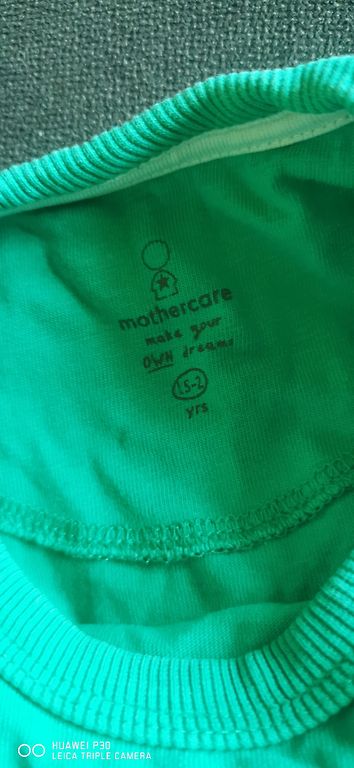 mothercare
make your
OWN dreams
1.5-2
yrs
HUAWEI P30
LEICA TRIPLE CAMERA